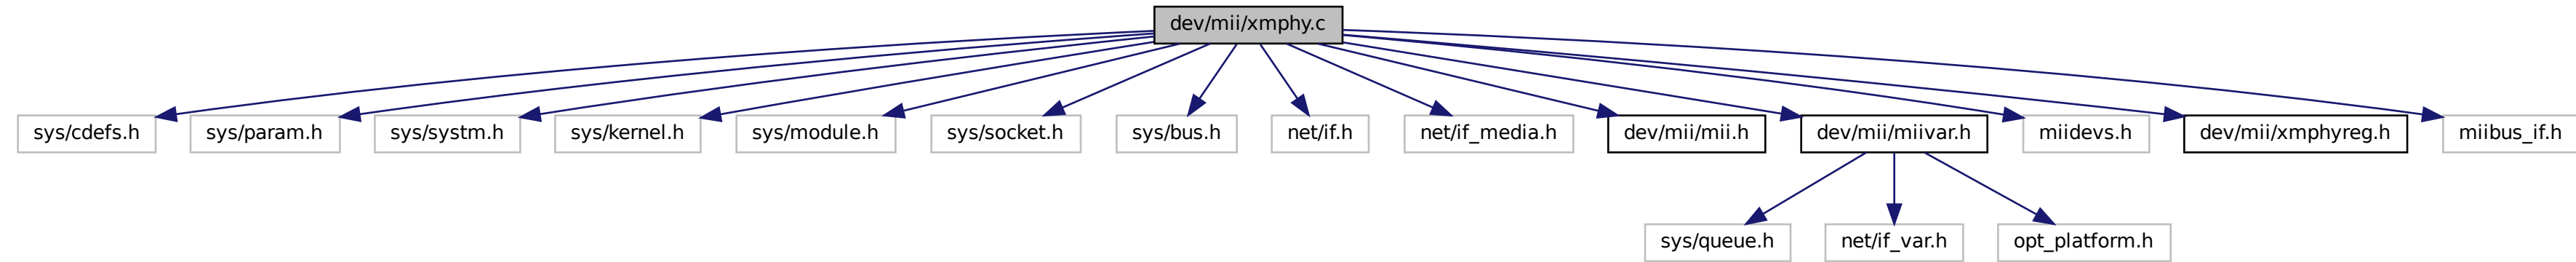 dev/mii/xmphy.c
sys/cdefs.h
sys/param.h
sys/systm.h
sys/kernel.h
sys/module.h
sys/socket.h
sys/bus.h
net/if.h
net/if_media.h
dev/mii/mii.h
dev/mii/miivar.h
miidevs.h
dev/mii/xmphyreg.h
miibus_if.h
sys/queue.h
net/if_var.h
opt_platform.h